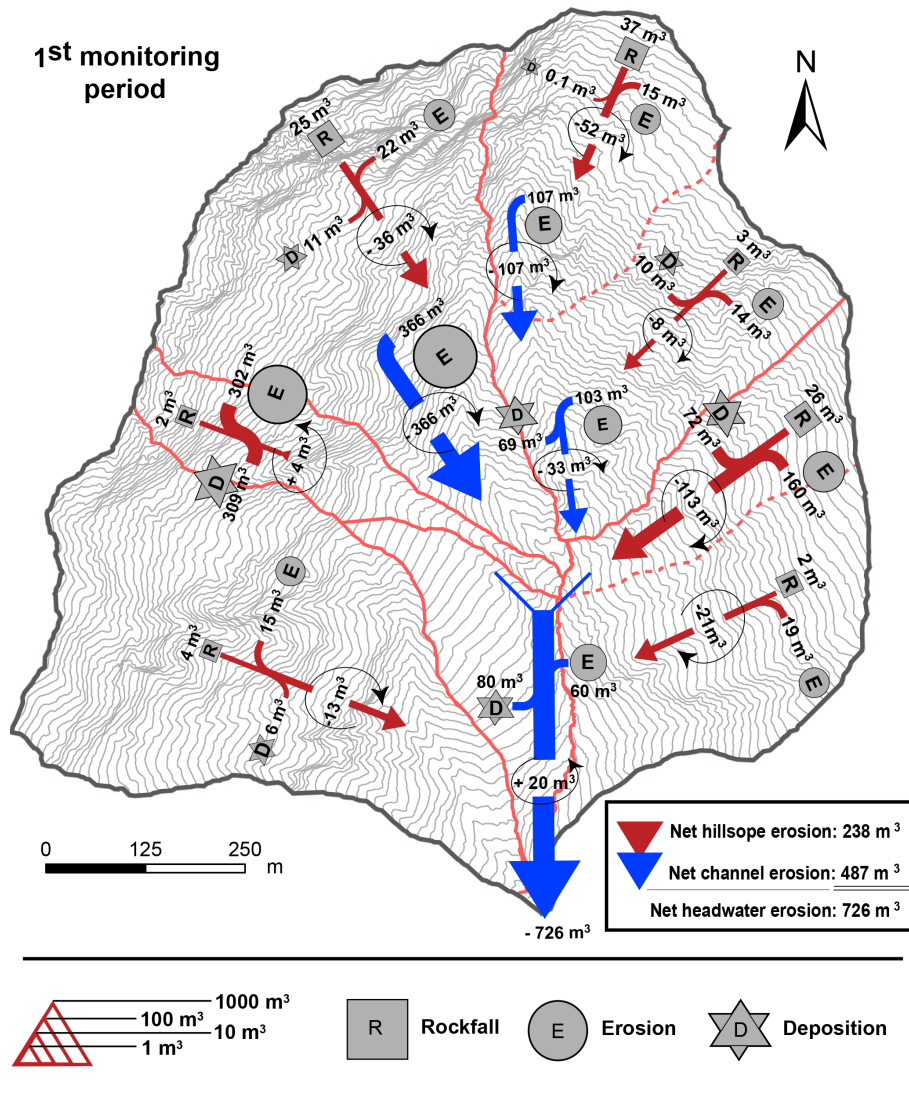 1st monitoring
period
N
37 m³
R
D
0.1 m³
15 m³
E
-52 m³
25 m³
R
E
22 m³
11 m³
D
- 36 m³
107 m³
E
- 107 m³
3 m³
R
D
10 m³
E
14 m³
-8 m³
366 m³
E
- 366 m³
302 m³
E
2 m³
R
+ 4 m³
D
309 m³
103 m³
D
E
69 m³
- 33 m³
26 m³
R
D
72 m³
E
160 m³
-113 m³
2 m³
R
-21m³
19 m³
E
E
15 m³
4 m³
R
-13 m³
6 m³
D
E
60 m³
80 m³
D
+ 20 m³
- 726 m³
0 125 250 m
Net hillsope erosion: 238 m ³
Net channel erosion: 487 m ³
Net headwater erosion: 726 m ³
1000 m³
100 m³
10 m³
1 m³
R Rockfall
E Erosion
D Deposition